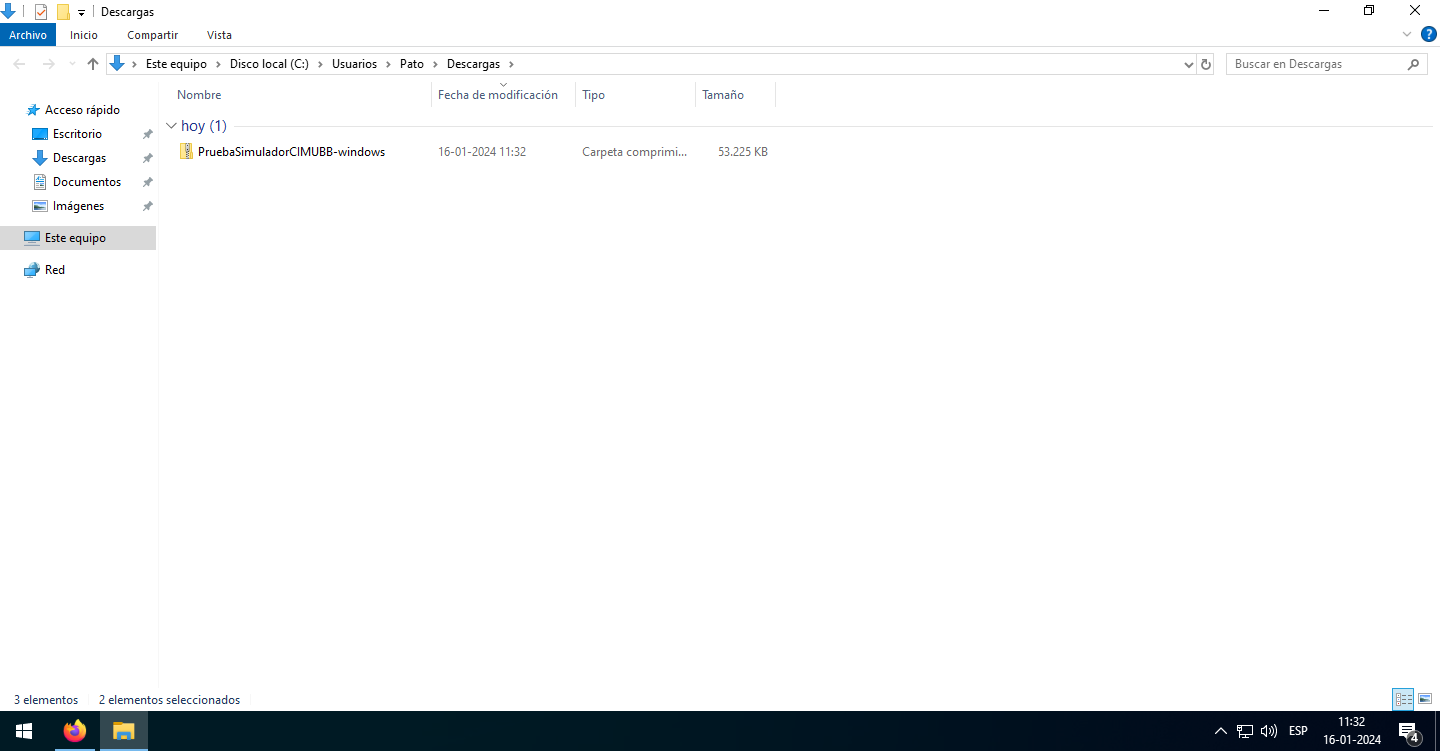 Descargas
Archivo Inicio Compartir Vista
Este equipo Disco local (C:) Usuarios Pato Descargas
Buscar en Descargas
Nombre Fecha de modificación Tipo Tamaño
hoy (1)
PruebaSimuladorCIMUBB-windows 16-01-2024 11:32 Carpeta comprimi... 53.225 KB
Acceso rápido
Escritorio
Descargas
Documentos
Imágenes
Este equipo
Red
3 elementos 2 elementos seleccionados
ESP
11:32
16-01-2024
4